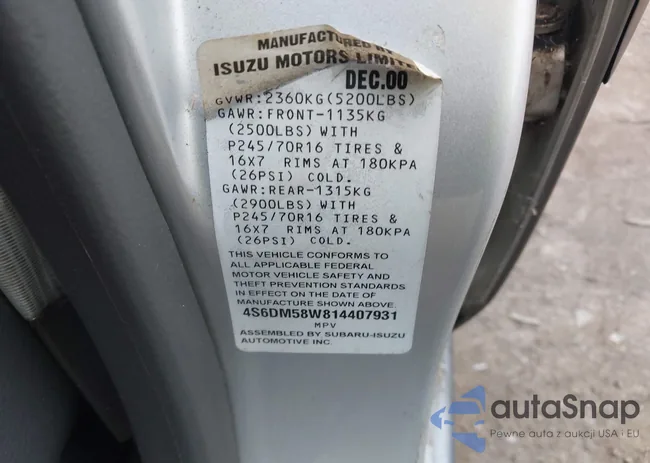 MANUFACTURED BY
ISUZU MOTORS LIMIT
DEC.00
GVWR:2360KG(5200LBS)
GAWR:FRONT-1135KG
(2500LBS) WITH
P245/70R16 TIRES &
16X7 RIMS AT 180KPA
(26PSI) COLD.
GAWR:REAR-1315KG
(2900LBS) WITH
P245/70R16 TIRES &
16X7 RIMS AT 180KPA
(26PSI) COLD.
THIS VEHICLE CONFORMS TO
ALL APPLICABLE FEDERAL
MOTOR VEHICLE SAFETY AND
THEFT PREVENTION STANDARDS
IN EFFECT ON THE DATE OF
MANUFACTURE SHOWN ABOVE
4S6DM58W814407931
MPV
ASSEMBLED BY SUBARU-ISUZU
AUTOMOTIVE INC.
autaSnap
Pewne auta z aukcji USA i EU